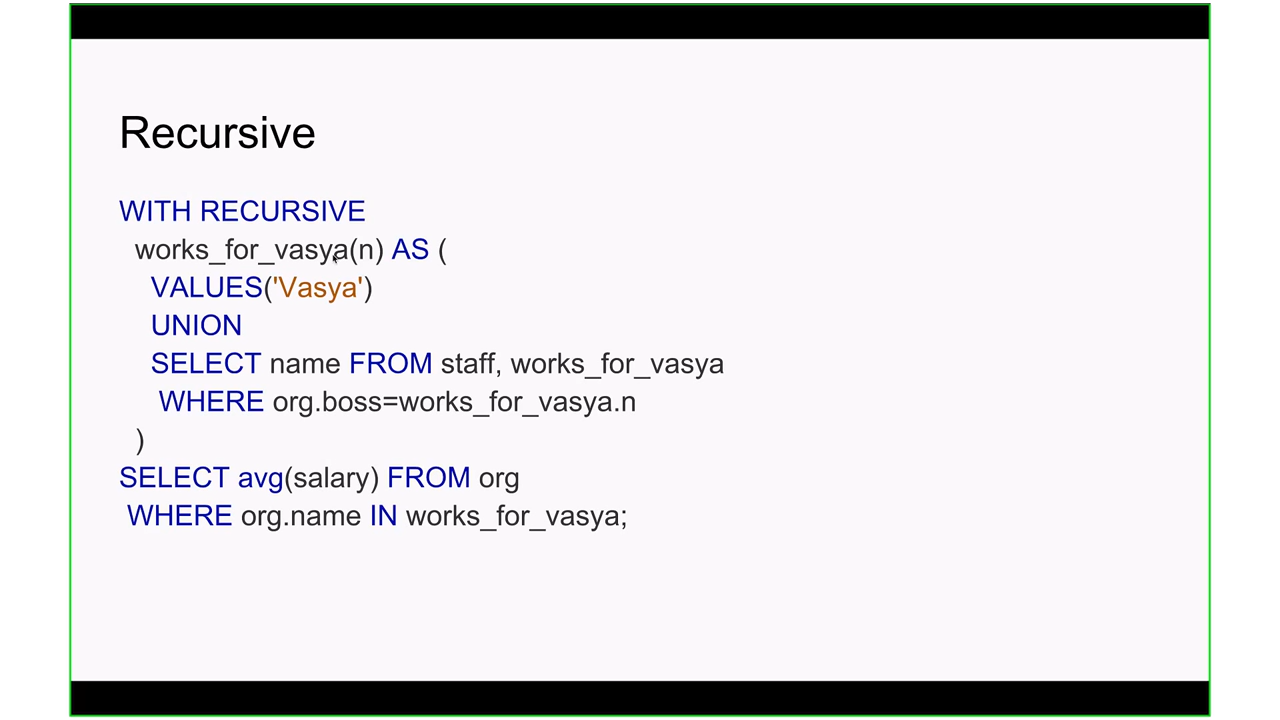 Recursive
WITH RECURSIVE
works_for_vasya(n) AS (
VALUES('Vasya')
UNION
SELECT name FROM staff, works_for_vasya
WHERE org.boss=works_for_vasya.n
)
SELECT avg(salary) FROM org
WHERE org.name IN works_for_vasya;